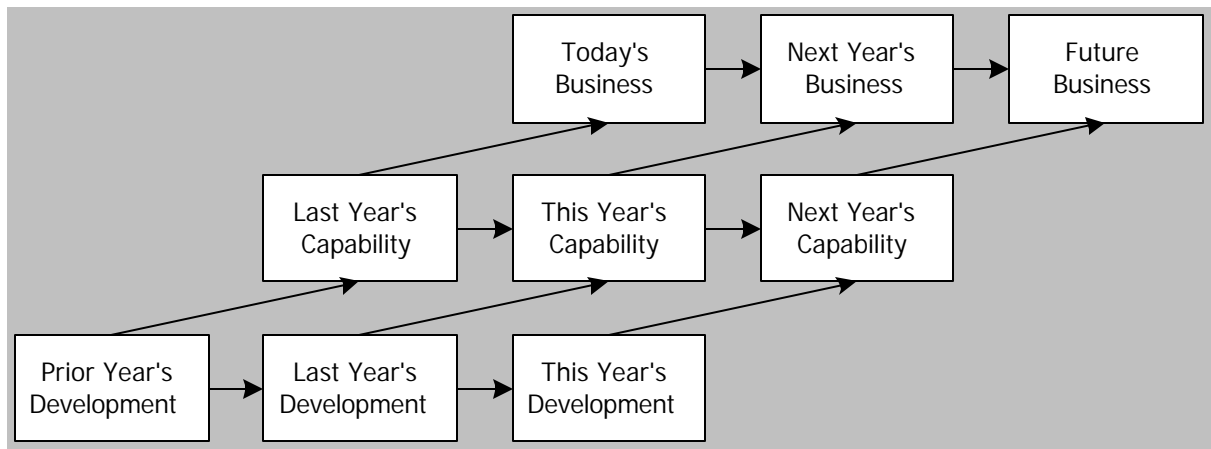 Today's
Business
Next Year's
Business
Future
Business
Last Year's
Capability
This Year's
Capability
Next Year's
Capability
Prior Year's
Development
Last Year's
Development
This Year's
Development